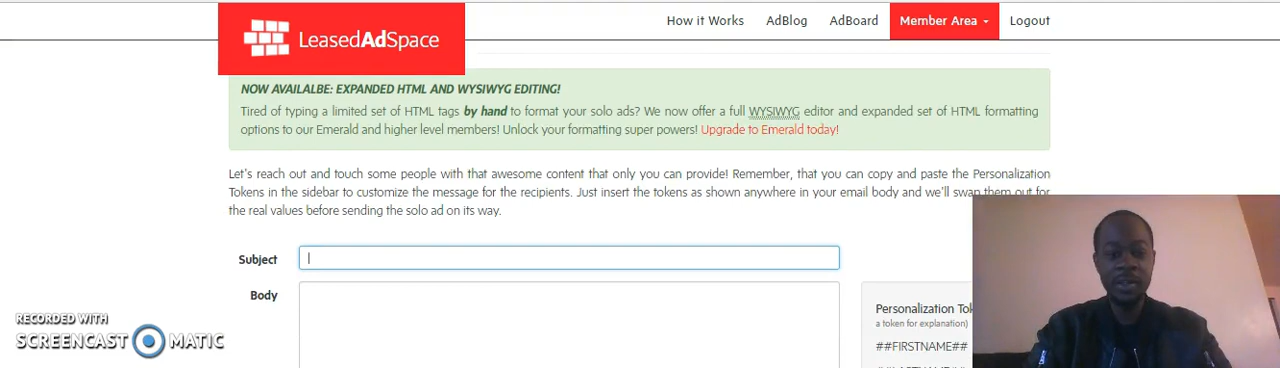 LeasedAdSpace
How it Works
AdBlog
AdBoard
Member Area
Logout
NOW AVAILALBE: EXPANDED HTML AND WYSIWYG EDITING!
Tired of typing a limited set of HTML tags by hand to format your solo ads? We now offer a full WYSIWYG editor and expanded set of HTML formatting
options to our Emerald and higher level members! Unlock your formatting super powers! Upgrade to Emerald today!
Let's reach out and touch some people with that awesome content that only you can provide! Remember, that you can copy and paste the Personalization
Tokens in the sidebar to customize the message for the recipients. Just insert the tokens as shown anywhere in your email body and we'll swap them out for
the real values before sending the solo ad on its way.
Subject
Body
Personalization Tok
a token for explanation)
##FIRSTNAME##
RECORDED WITH
SCREENCAST MATIC